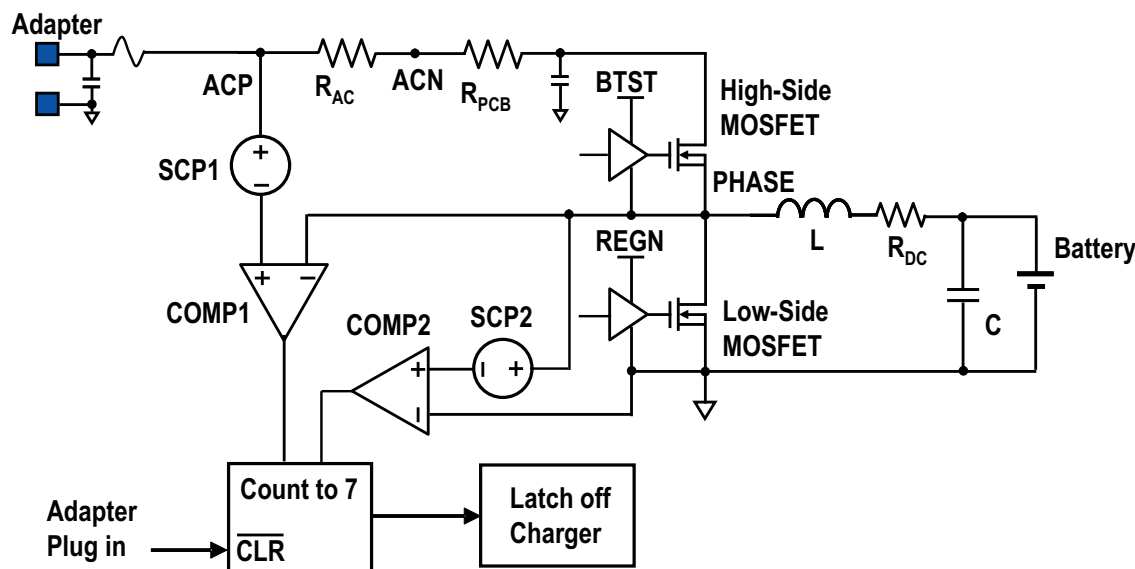 Adapter
ACP
R_AC
ACN
R_PCB
BTST
High-Side
MOSFET
SCP1
+
−
PHASE
REGN
L
R_DC
Battery
+
−
COMP1
COMP2
SCP2
Low-Side
MOSFET
C
+
−
+
−
Count to 7
CLR
Latch off
Charger
Adapter
Plug in